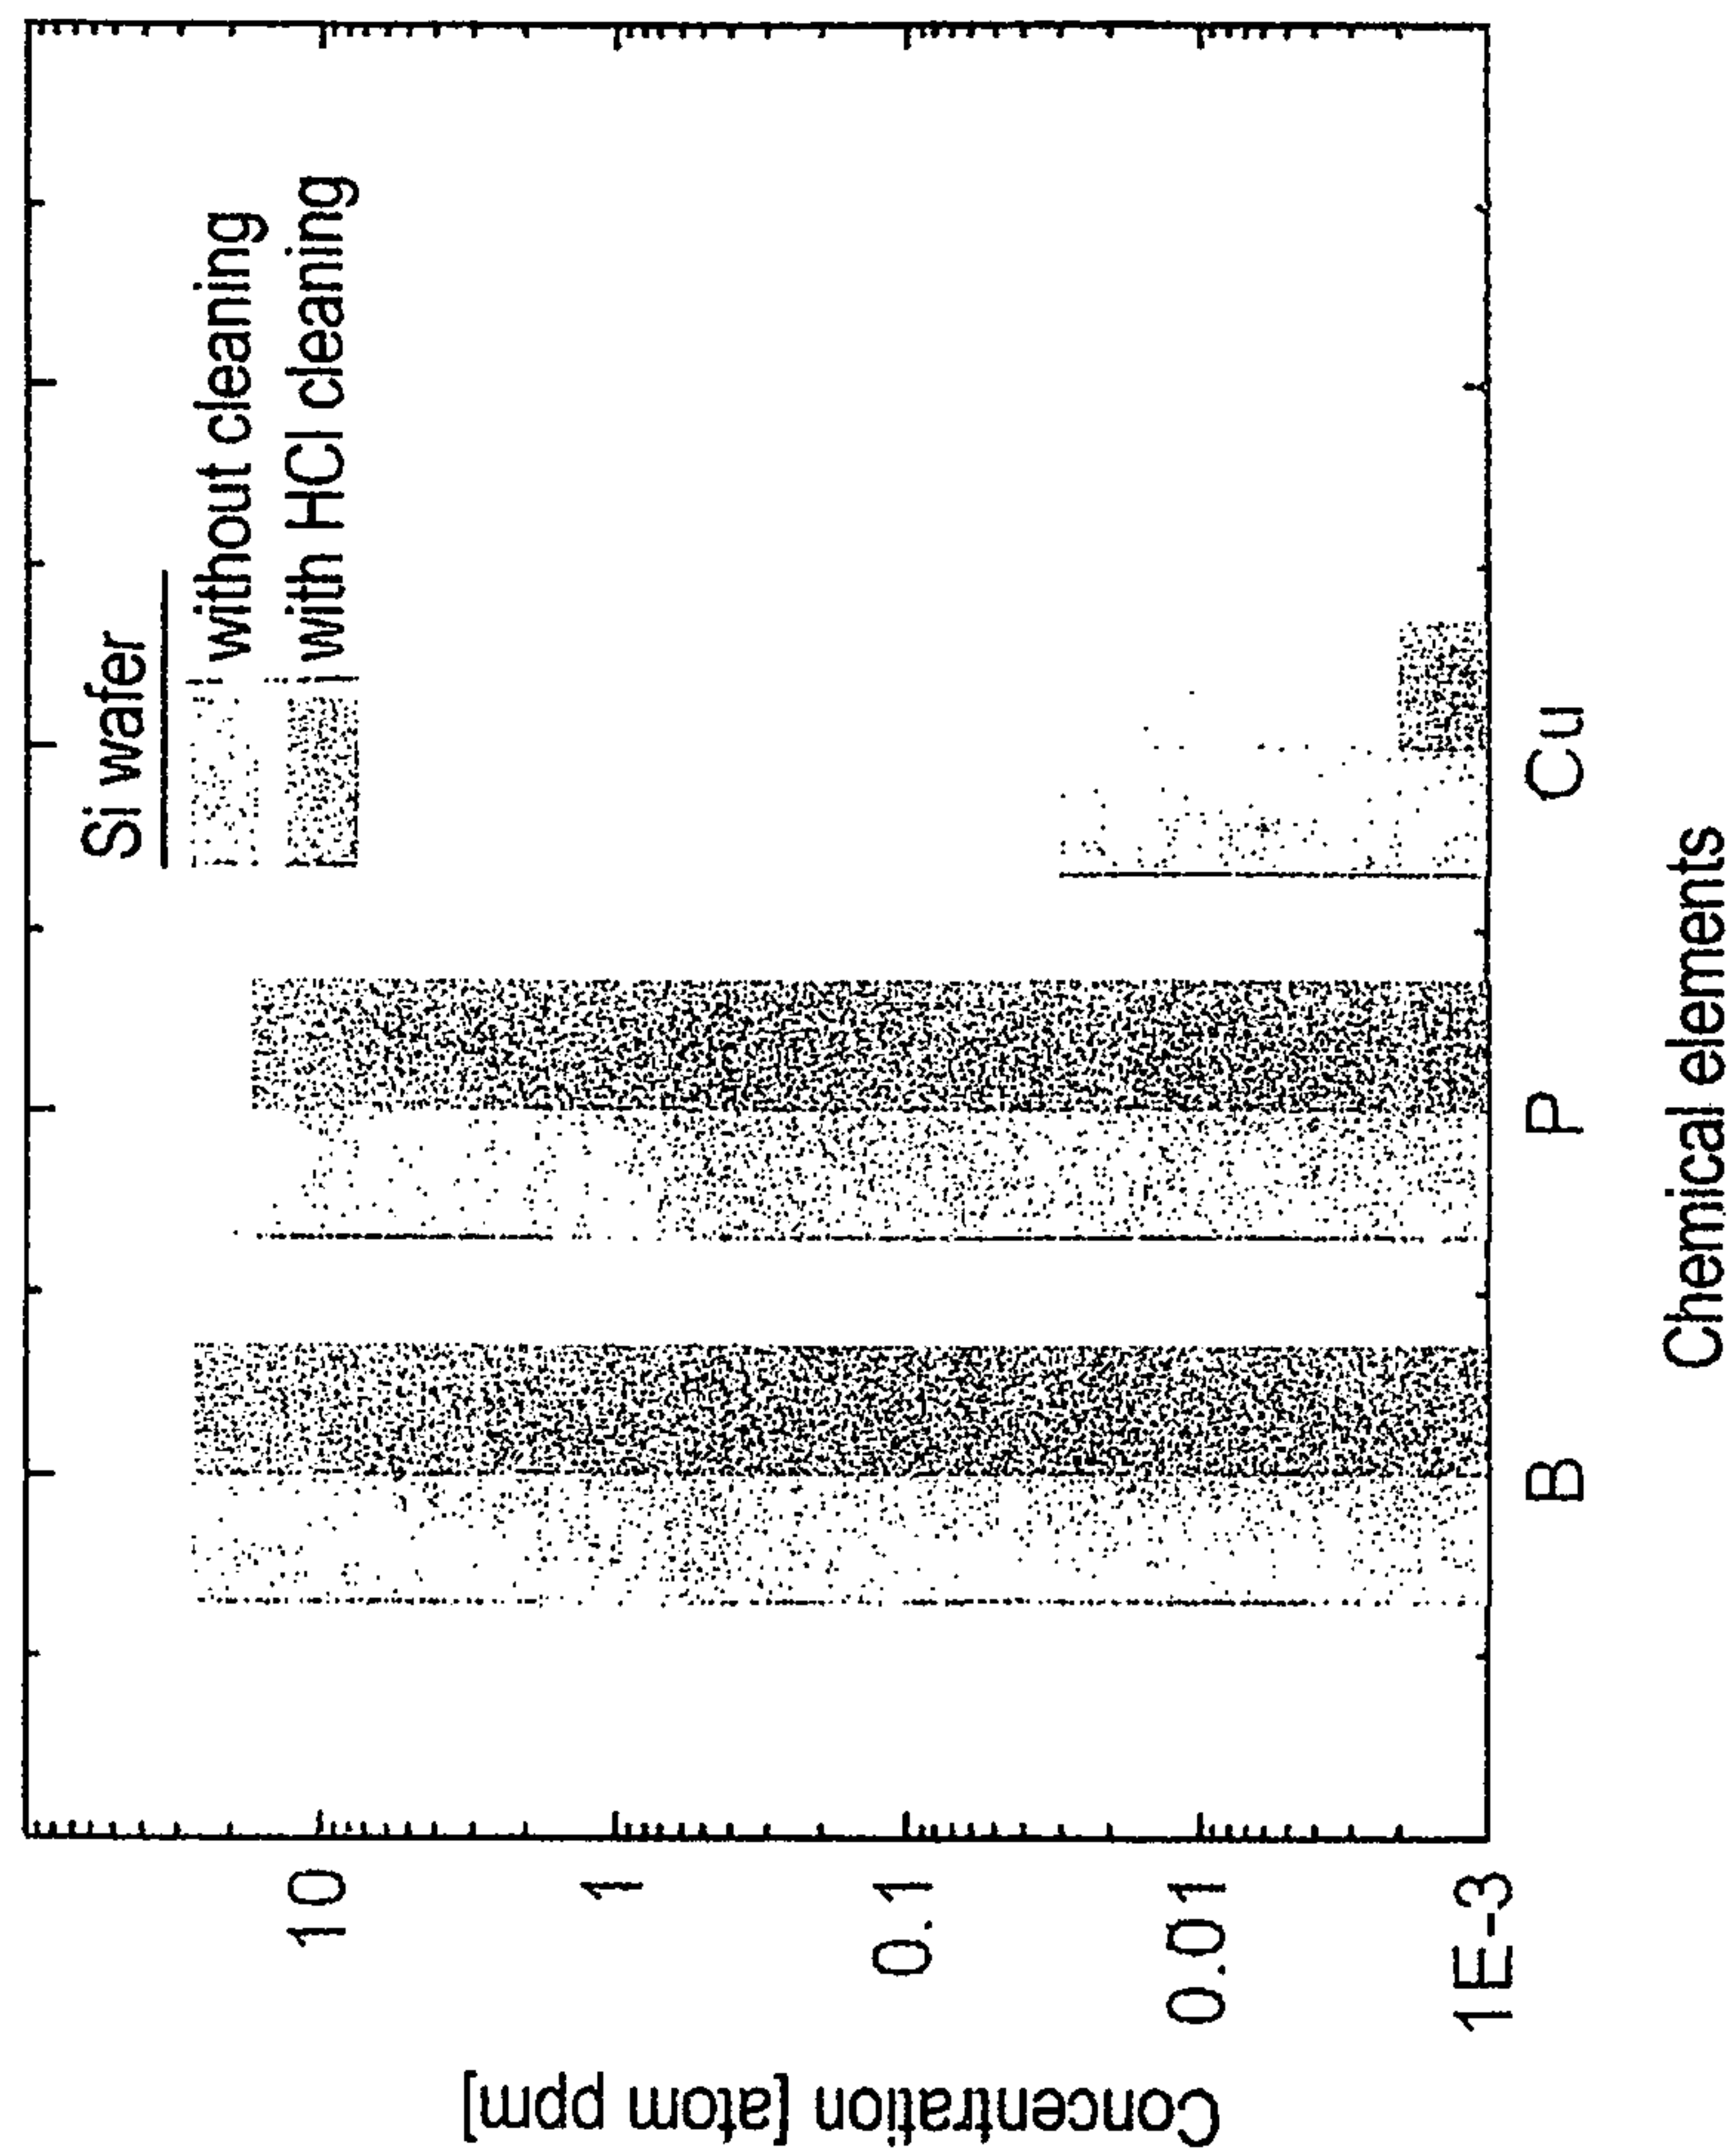 Si wafer
without cleaning
with HCl cleaning
Concentration [atom ppm]
10
1
0.1
0.01
1E-3
B
P
Cu
Chemical elements